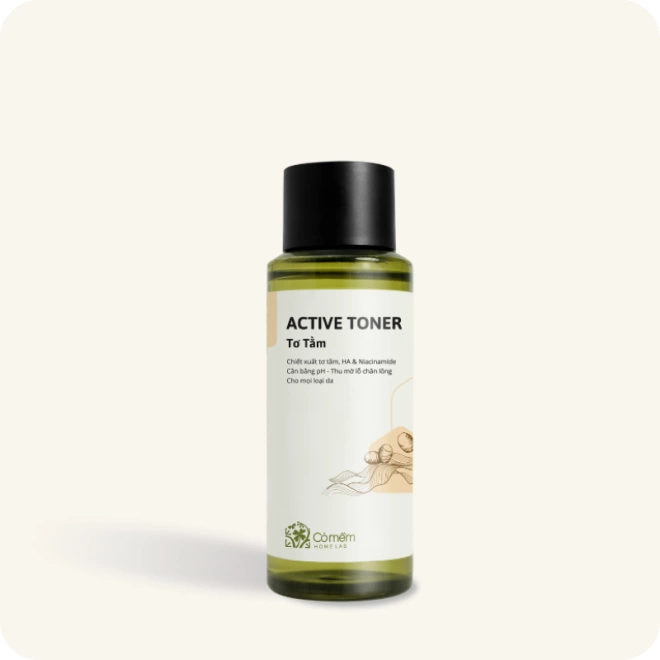 ACTIVE TONER
Tơ Tằm
Chiết xuất tơ tằm, HA & Niacinamide
Cân bằng pH - Thu mờ lỗ chân lông
Cho mọi loại da
Cỏ mềm
HOME LAB